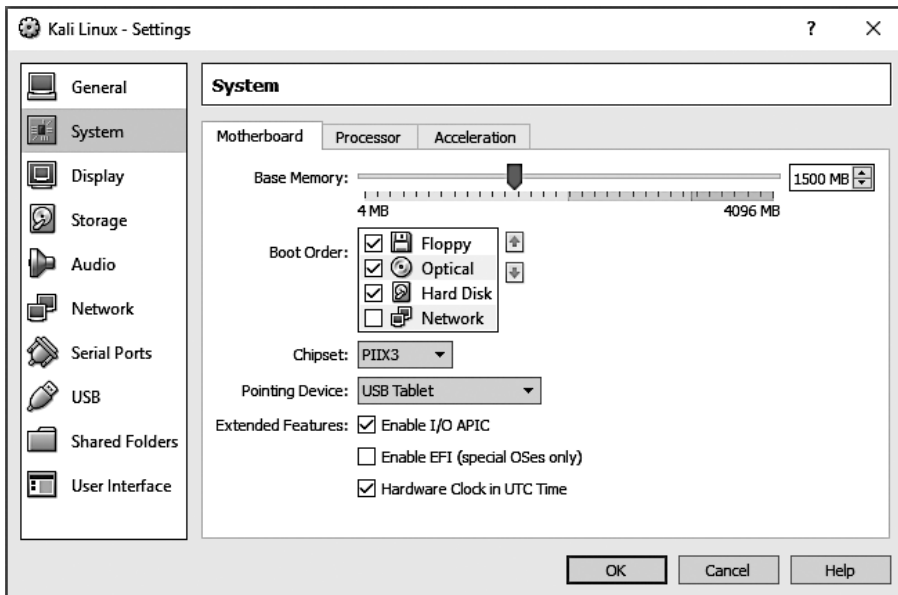 Kali Linux - Settings
?
General
System
Display
Storage
Audio
Network
Serial Ports
USB
Shared Folders
User Interface
System
Motherboard Processor Acceleration
Base Memory: 1500 MB
4 MB 4096 MB
Boot Order:
Floppy
Optical
Hard Disk
Network
Chipset: PIIX3
Pointing Device: USB Tablet
Extended Features: Enable I/O APIC
Enable EFI (special OSes only)
Hardware Clock in UTC Time
OK Cancel Help